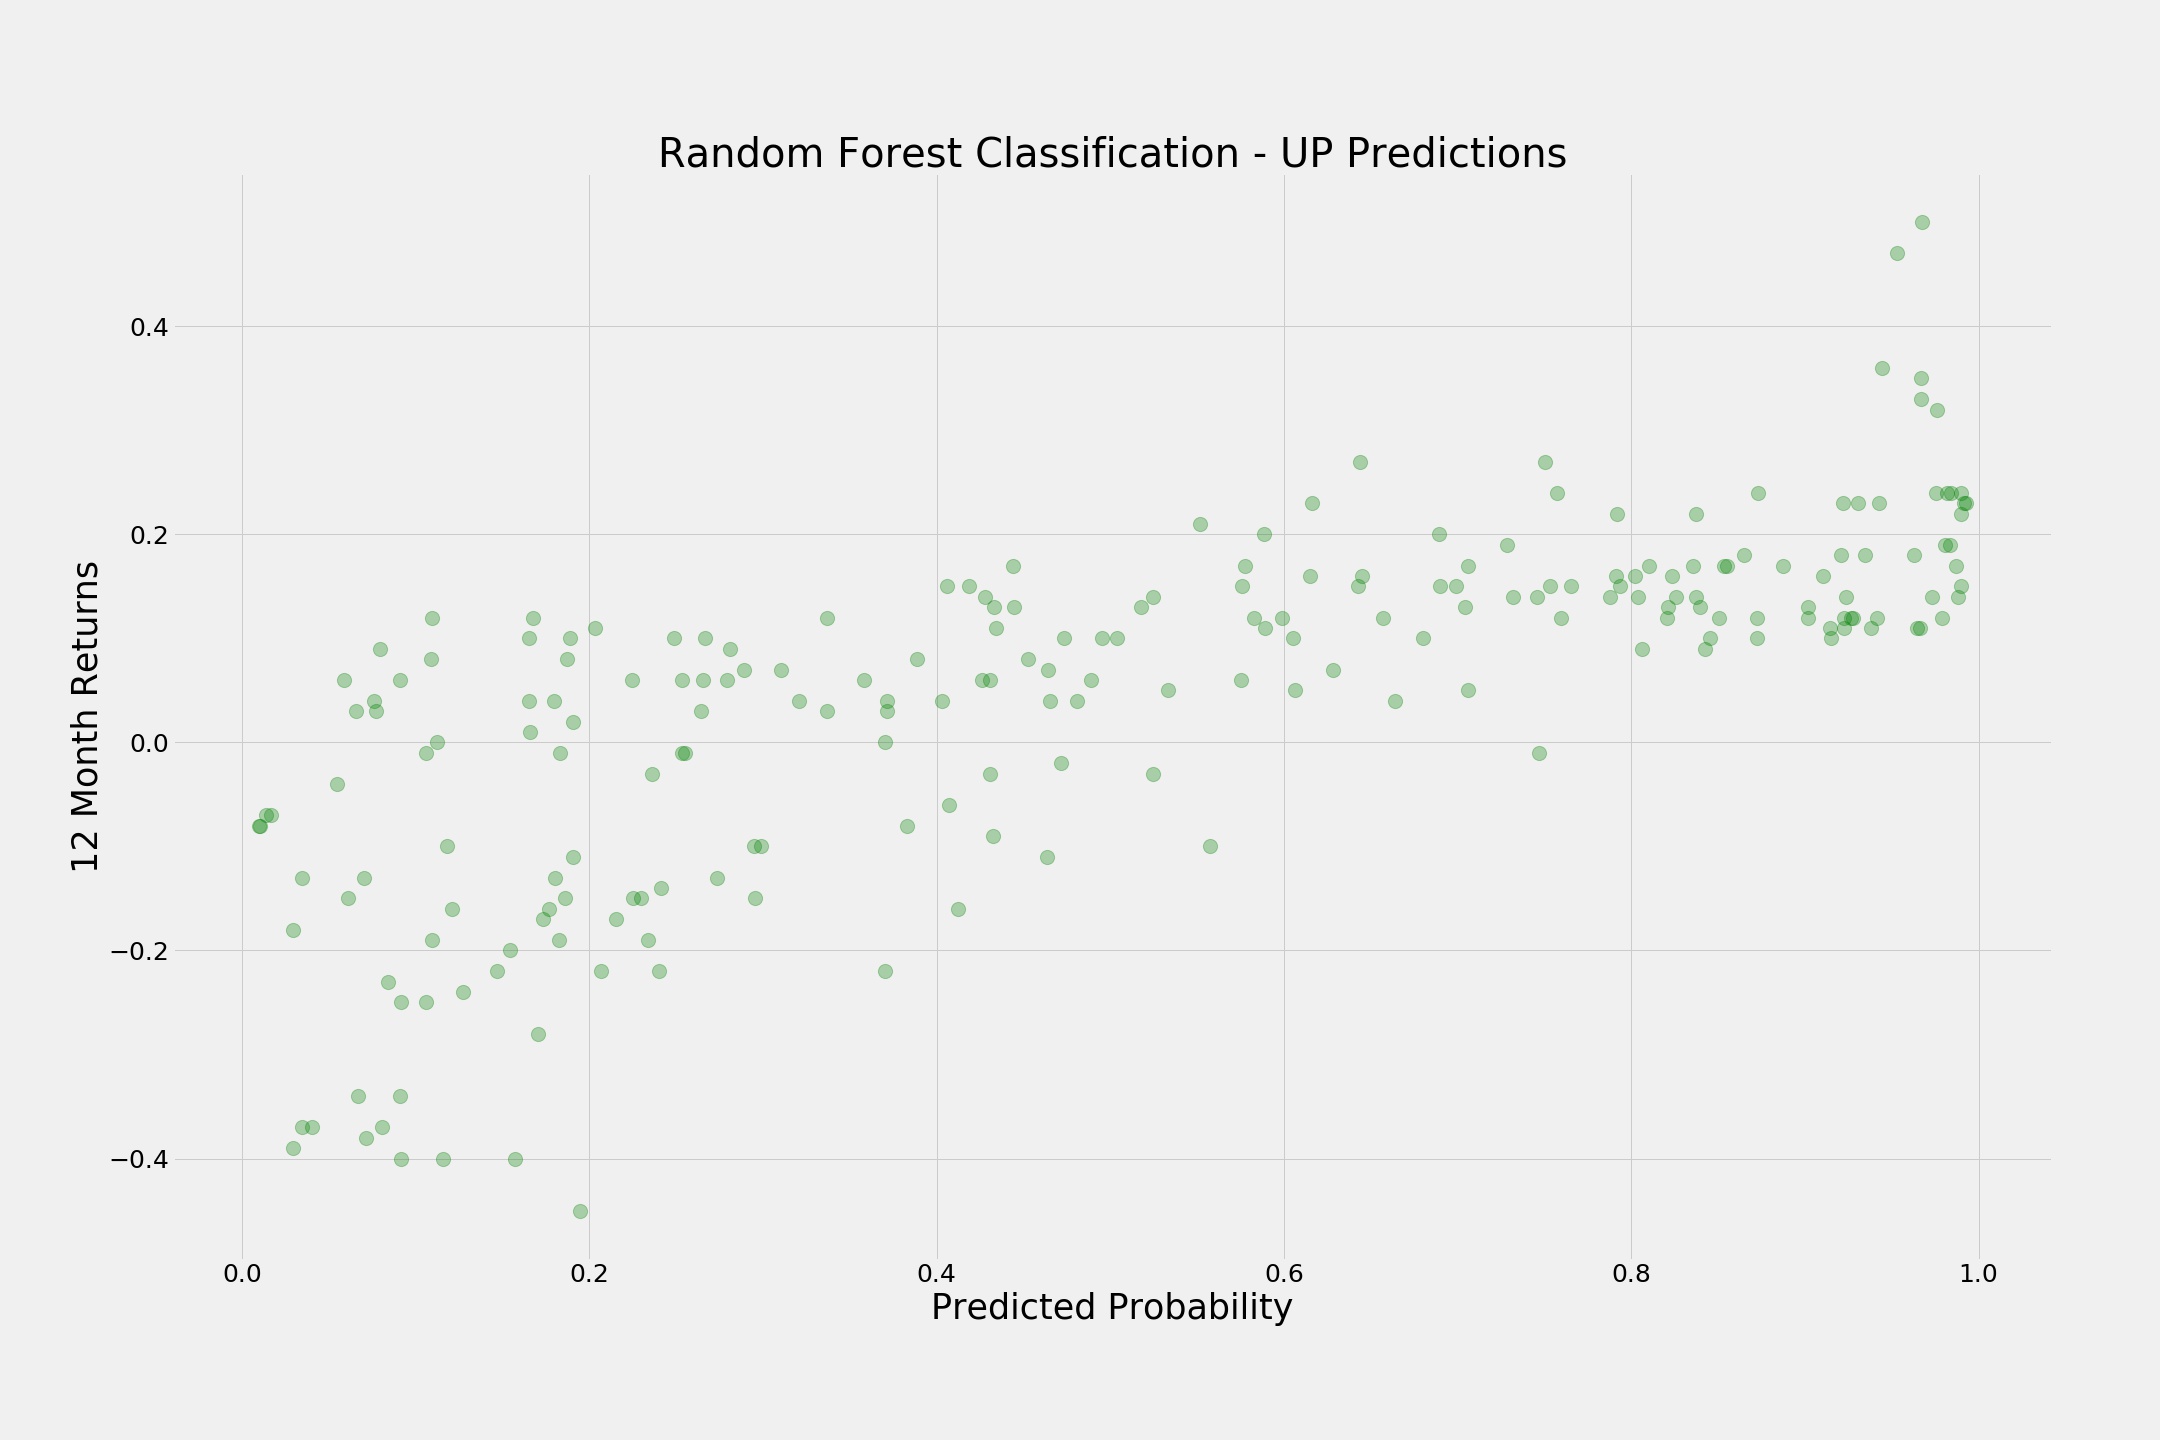 Random Forest Classification - UP Predictions
12 Month Returns
0.4
0.2
0.0
−0.2
−0.4
0.0 0.2 0.4 0.6 0.8 1.0
Predicted Probability